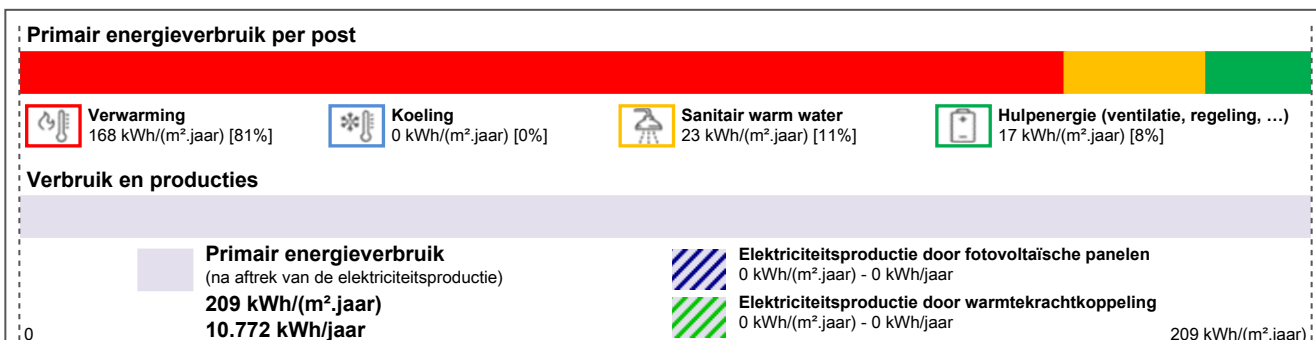 Primair energieverbruik per post
Verwarming
168 kWh/(m².jaar) [81%]
Koeling
0 kWh/(m².jaar) [0%]
Sanitair warm water
23 kWh/(m².jaar) [11%]
Hulpenergie (ventilatie, regeling, …)
17 kWh/(m².jaar) [8%]
Verbruik en producties
Primair energieverbruik
(na aftrek van de elektriciteitsproductie)
209 kWh/(m².jaar)
10.772 kWh/jaar
Elektriciteitsproductie door fotovoltaïsche panelen
0 kWh/(m².jaar) - 0 kWh/jaar
Elektriciteitsproductie door warmtekrachtkoppeling
0 kWh/(m².jaar) - 0 kWh/jaar
0
209 kWh/(m².jaar)